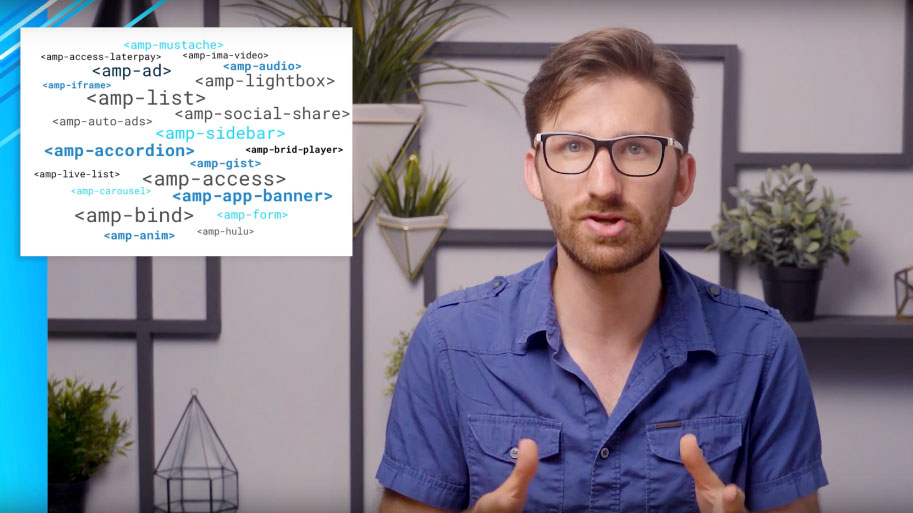 <amp-mustache>
<amp-access-laterpay> <amp-ima-video>
<amp-ad> <amp-audio>
<amp-iframe> <amp-lightbox>
<amp-list>
<amp-auto-ads> <amp-social-share>
<amp-sidebar>
<amp-accordion> <amp-brid-player>
<amp-gist>
<amp-live-list> <amp-access>
<amp-carousel> <amp-app-banner>
<amp-bind> <amp-form>
<amp-anim> <amp-hulu>